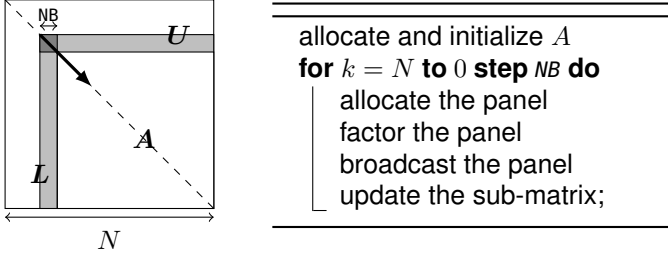 NB
U
A
L
N
allocate and initialize A
for k = N to 0 step NB do
allocate the panel
factor the panel
broadcast the panel
update the sub-matrix;